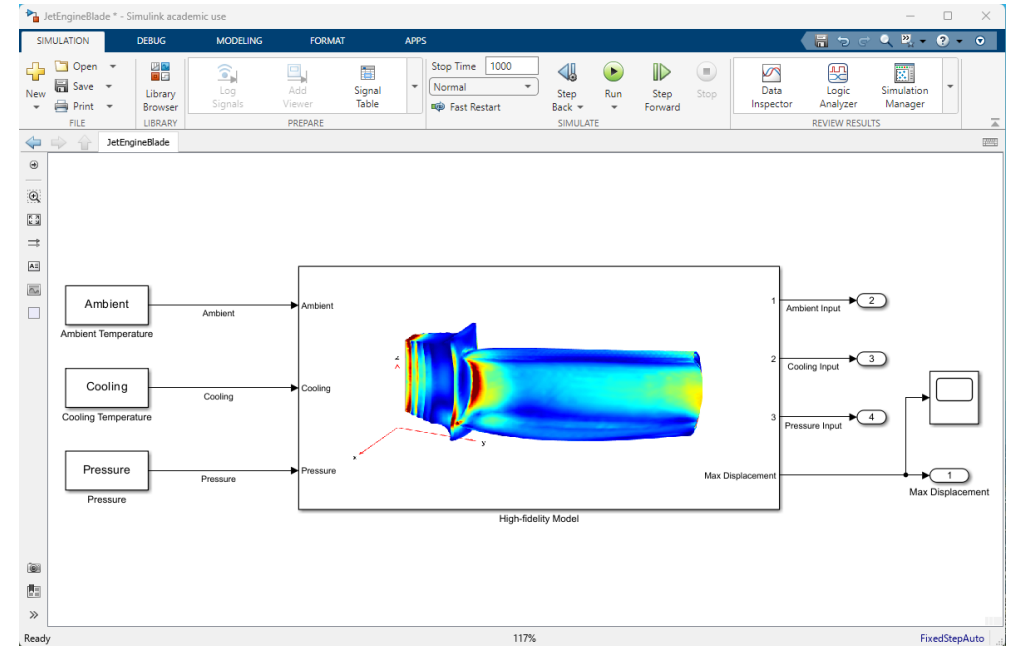 JetEngineBlade * - Simulink academic use
SIMULATION DEBUG MODELING FORMAT APPS
New
Open
Save
Print
FILE
Library
Browser
LIBRARY
Log
Signals
Add
Viewer
Signal
Table
PREPARE
Stop Time 1000
Normal
Fast Restart
Step
Back
Run
Step
Forward
Stop
SIMULATE
Data
Inspector
Logic
Analyzer
Simulation
Manager
REVIEW RESULTS
JetEngineBlade
Ambient
Ambient Temperature
Ambient
Ambient
Cooling
Cooling Temperature
Cooling
Cooling
Pressure
Pressure
Pressure
Pressure
z
x
y
High-fidelity Model
1
Ambient Input
2
2
Cooling Input
3
3
Pressure Input
4
Max Displacement
1
Max Displacement
Ready
117%
FixedStepAuto